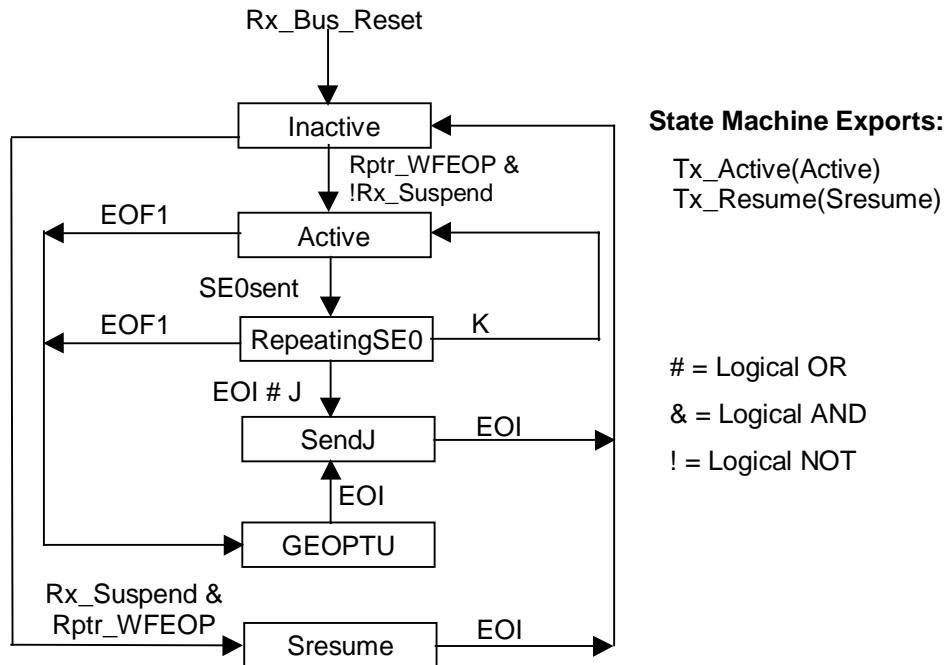 Rx_Bus_Reset
Inactive
State Machine Exports:
Rptr_WFEOP &
!Rx_Suspend
Tx_Active(Active)
Tx_Resume(Sresume)
EOF1
Active
SE0sent
EOF1
RepeatingSE0
K
EOI # J
# = Logical OR
SendJ
EOI
& = Logical AND
! = Logical NOT
EOI
GEOPTU
Rx_Suspend &
Rptr_WFEOP
Sresume
EOI